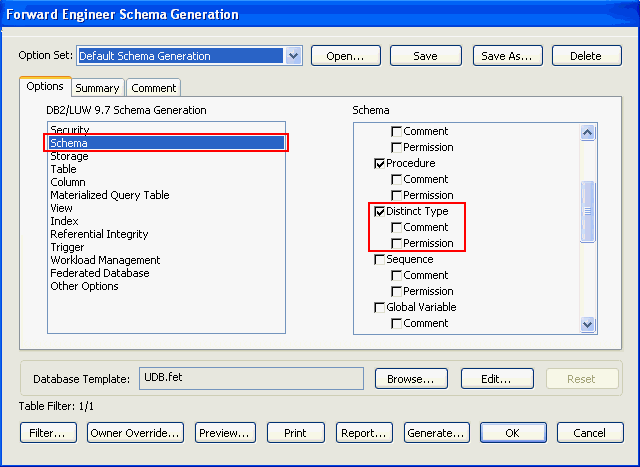 Forward Engineer Schema Generation
Option Set: Default Schema Generation Open... Save Save As... Delete
Options Summary Comment
DB2/LUW 9.7 Schema Generation
Security
Schema
Storage
Table
Column
Materialized Query Table
View
Index
Referential Integrity
Trigger
Workload Management
Federated Database
Other Options
Schema
Comment
Permission
Procedure
Comment
Permission
Distinct Type
Comment
Permission
Sequence
Comment
Permission
Global Variable
Comment
Database Template: UDB.fet Browse... Edit... Reset
Table Filter: 1/1
Filter... Owner Override... Preview... Print Report... Generate... OK Cancel